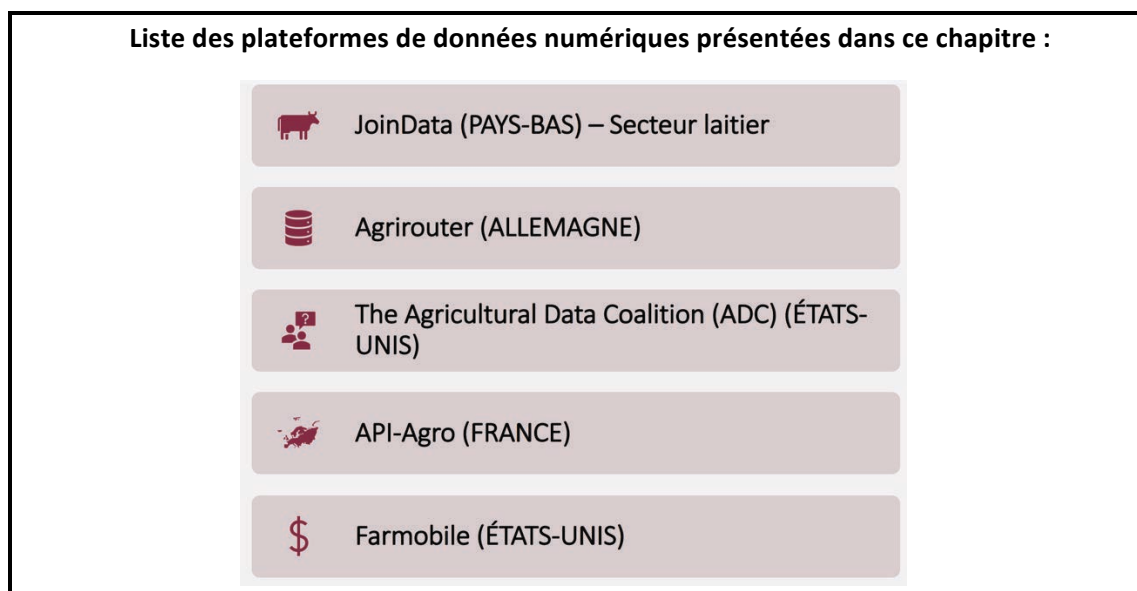 Liste des plateformes de données numériques présentées dans ce chapitre :
JoinData (PAYS-BAS) – Secteur laitier
Agrirouter (ALLEMAGNE)
The Agricultural Data Coalition (ADC) (ÉTATS-
UNIS)
API-Agro (FRANCE)
Farmobile (ÉTATS-UNIS)